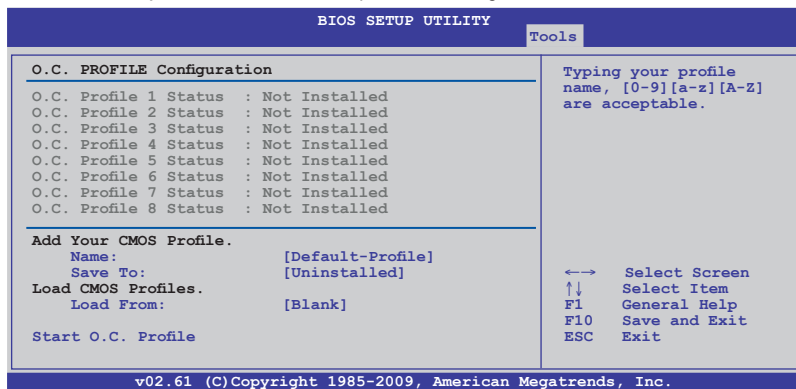 BIOS SETUP UTILITY
Tools
O.C. PROFILE Configuration
O.C. Profile 1 Status : Not Installed
O.C. Profile 2 Status : Not Installed
O.C. Profile 3 Status : Not Installed
O.C. Profile 4 Status : Not Installed
O.C. Profile 5 Status : Not Installed
O.C. Profile 6 Status : Not Installed
O.C. Profile 7 Status : Not Installed
O.C. Profile 8 Status : Not Installed
Add Your CMOS Profile.
Name: [Default-Profile]
Save To: [Uninstalled]
Load CMOS Profiles.
Load From: [Blank]
Start O.C. Profile
Typing your profile
name, [0-9][a-z][A-Z]
are acceptable.
←→ Select Screen
↑↓ Select Item
F1 General Help
F10 Save and Exit
ESC Exit
v02.61 (C)Copyright 1985-2009, American Megatrends, Inc.